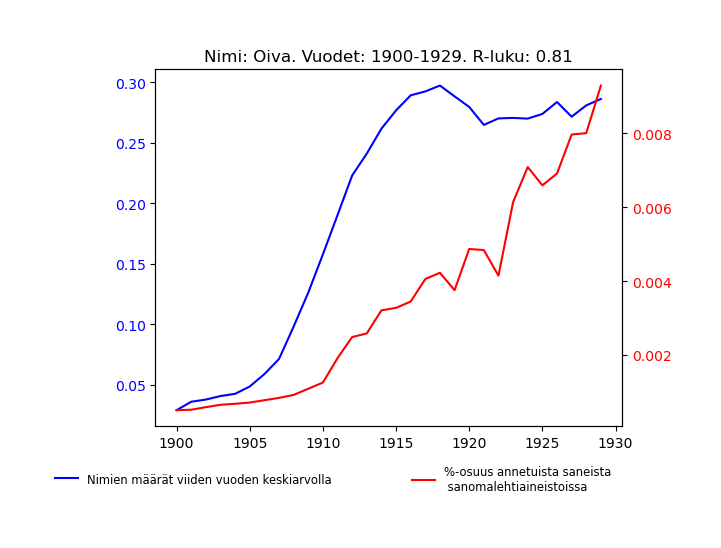 Nimi: Oiva. Vuodet: 1900-1929. R-luku: 0.81
0.30
0.25
0.20
0.15
0.10
0.05
0.008
0.006
0.004
0.002
1900 1905 1910 1915 1920 1925 1930
Nimien määrät viiden vuoden keskiarvolla
%-osuus annetuista saneista
sanomalehtiaineistoissa